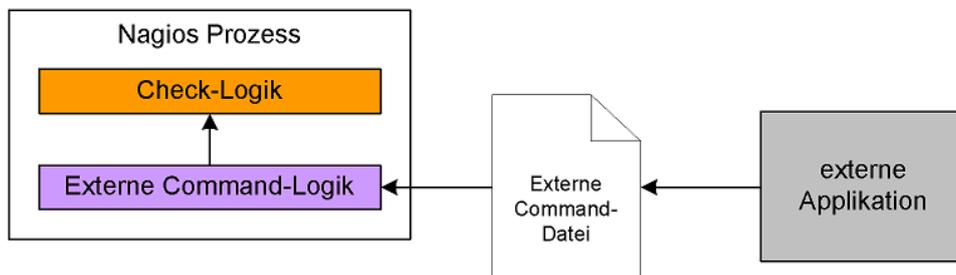 Nagios Prozess
Check-Logik
Externe Command-Logik
Externe
Command-
Datei
externe
Applikation